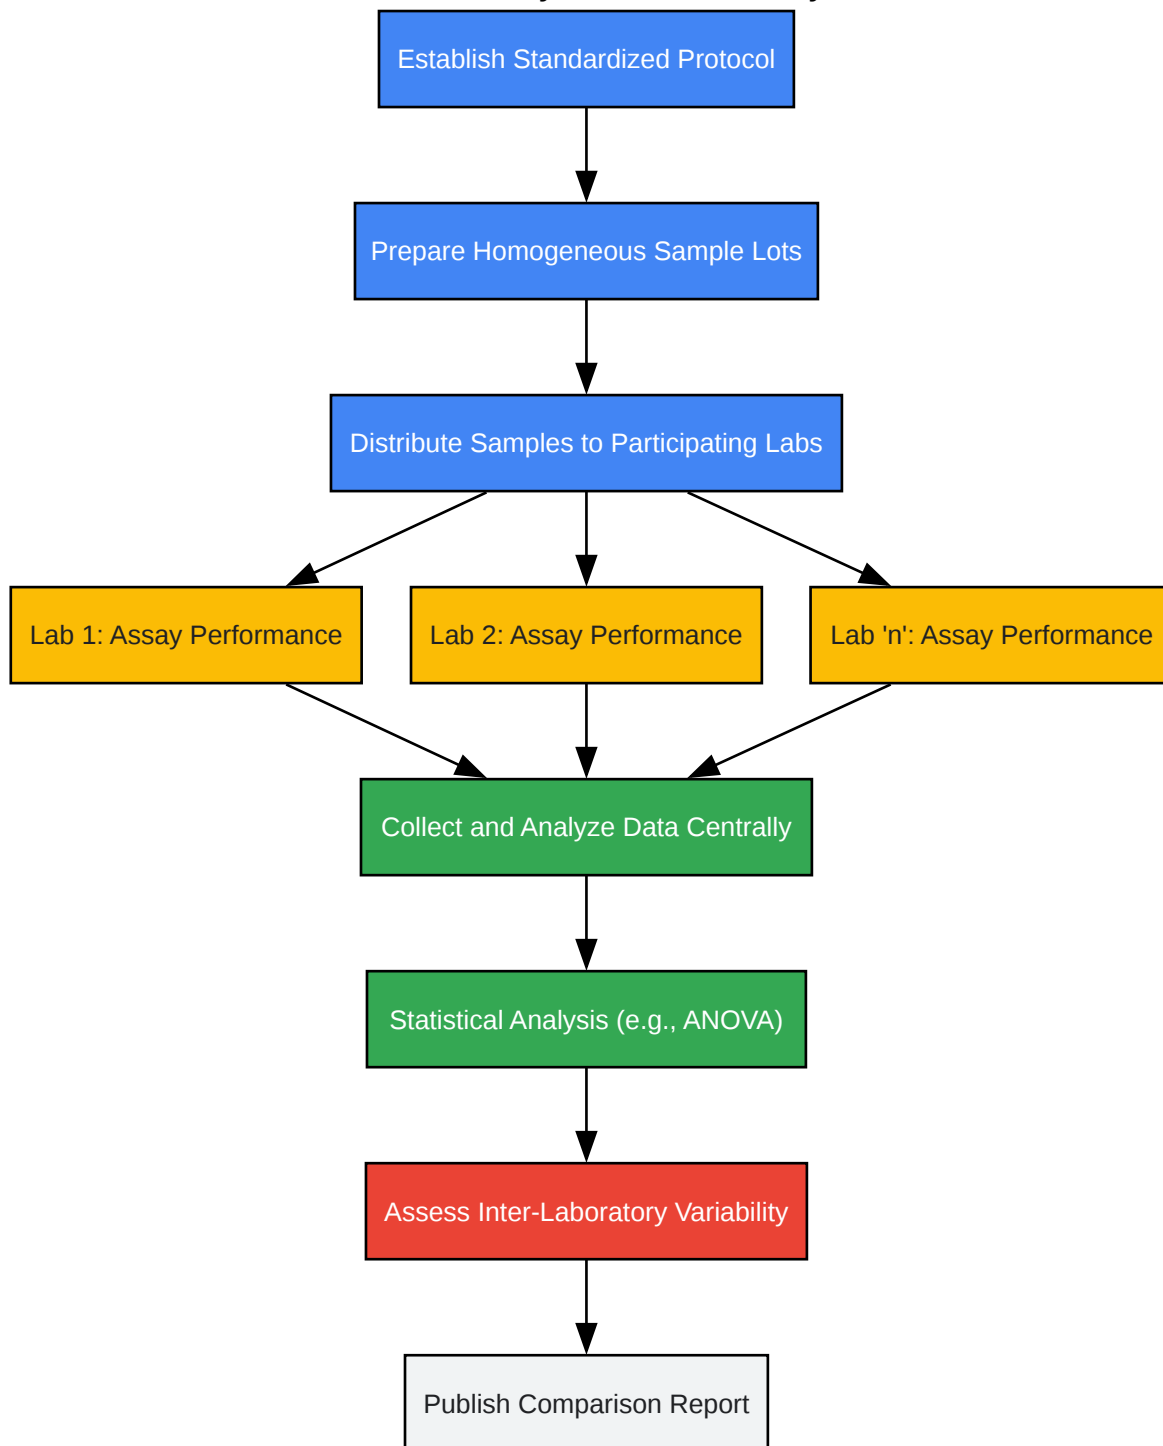 Establish Standardized Protocol
Prepare Homogeneous Sample Lots
Distribute Samples to Participating Labs
Lab 1: Assay Performance
Lab 2: Assay Performance
Lab 'n': Assay Performance
Collect and Analyze Data Centrally
Statistical Analysis (e.g., ANOVA)
Assess Inter-Laboratory Variability
Publish Comparison Report